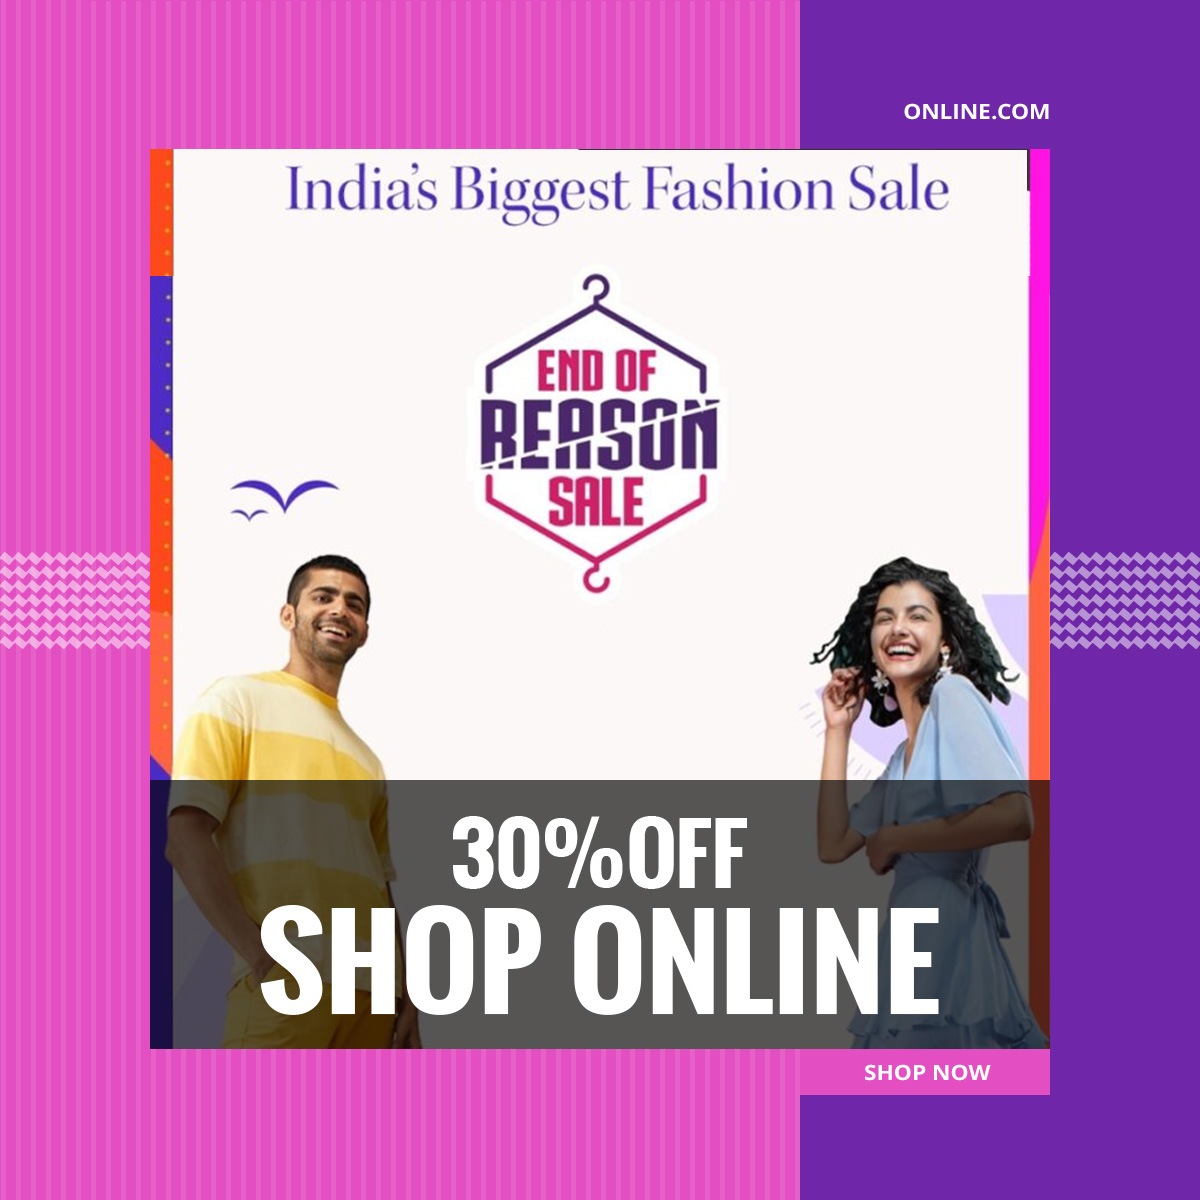 ONLINE.COM
India's Biggest Fashion Sale
END OF
REASON
SALE
30%OFF
SHOP ONLINE
SHOP NOW